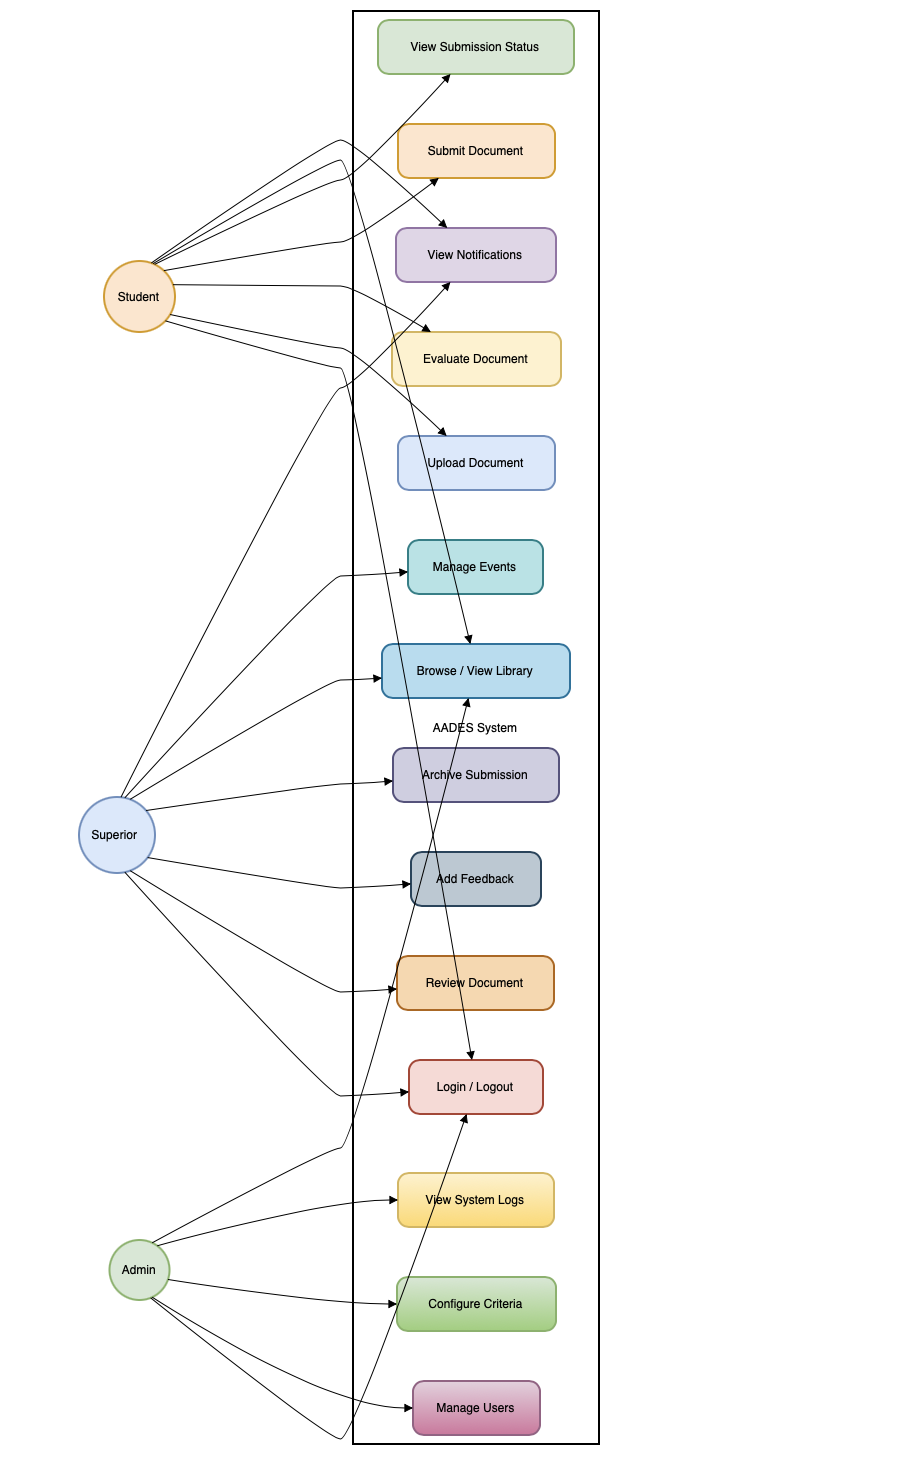 View Submission Status
Submit Document
View Notifications
Student
Evaluate Document
Upload Document
Manage Events
Browse / View Library
AADES System
Archive Submission
Superior
Add Feedback
Review Document
Login / Logout
View System Logs
Admin
Configure Criteria
Manage Users